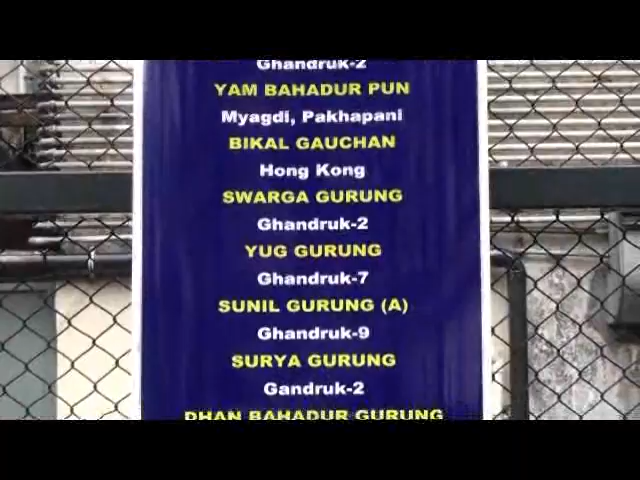 Ghandruk-2
YAM BAHADUR PUN
Myagdi, Pakhapani
BIKAL GAUCHAN
Hong Kong
SWARGA GURUNG
Ghandruk-2
YUG GURUNG
Ghandruk-7
SUNIL GURUNG (A)
Ghandruk-9
SURYA GURUNG
Gandruk-2
DHAN BAHADUR GURUNG